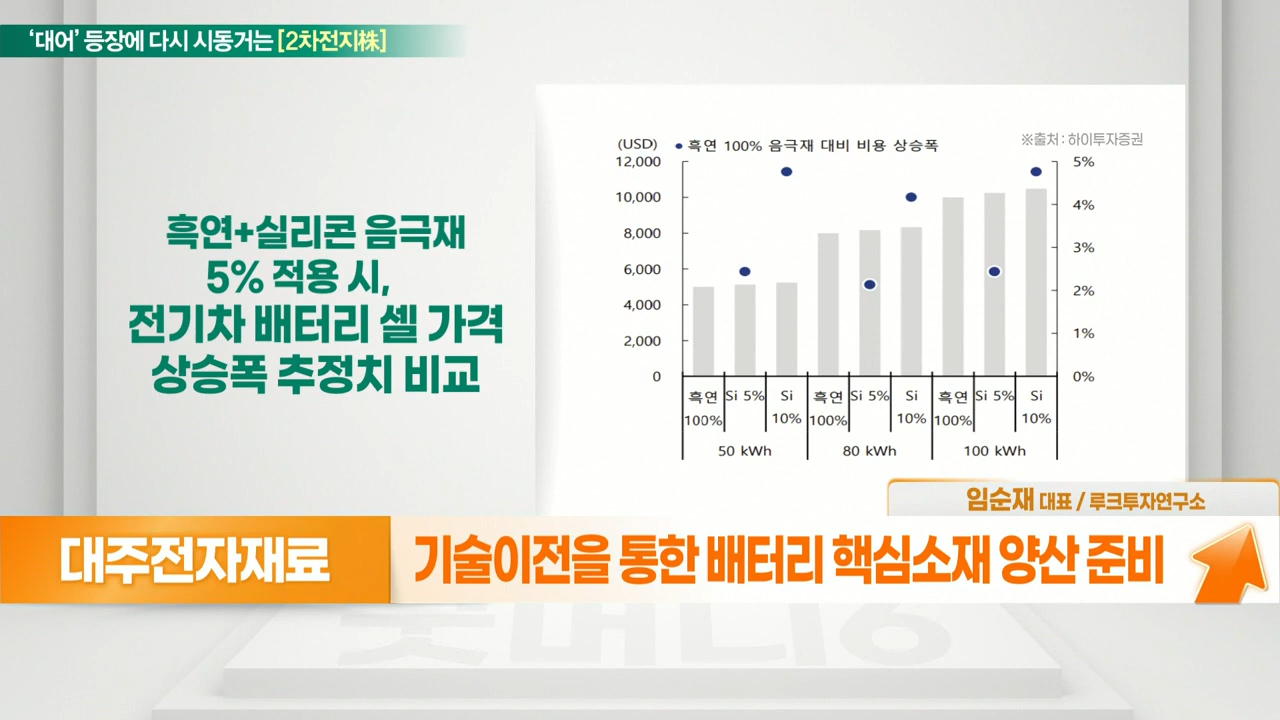 ‘대어’ 등장에 다시 시동거는 [2차전지株]
흑연+실리콘 음극재
5% 적용 시,
전기차 배터리 셀 가격
상승폭 추정치 비교
※출처 : 하이투자증권
(USD) • 흑연 100% 음극재 대비 비용 상승폭
12,000 5%
10,000 4%
8,000 3%
6,000 2%
4,000 1%
2,000 0%
0
흑연 100% Si 5% Si 10% 흑연 100% Si 5% Si 10% 흑연 100% Si 5% Si 10%
50 kWh 80 kWh 100 kWh
임순재 대표 / 루크투자연구소
대주전자재료
기술이전을 통한 배터리 핵심소재 양산 준비
굿머니6